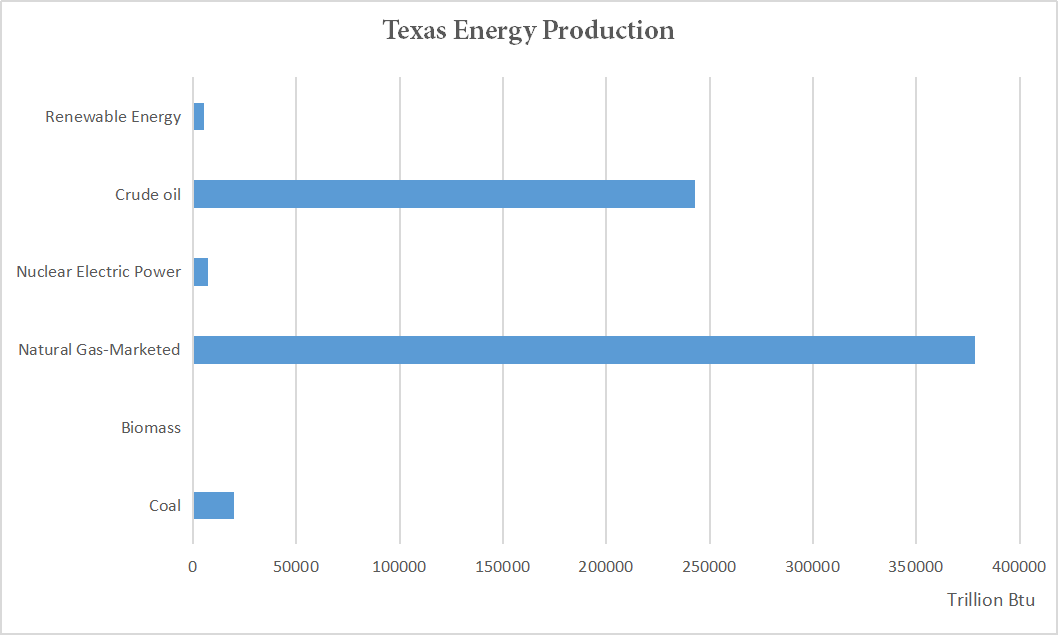 Texas Energy Production
Renewable Energy
Crude oil
Nuclear Electric Power
Natural Gas-Marketed
Biomass
Coal
0 50000 100000 150000 200000 250000 300000 350000 400000
Trillion Btu